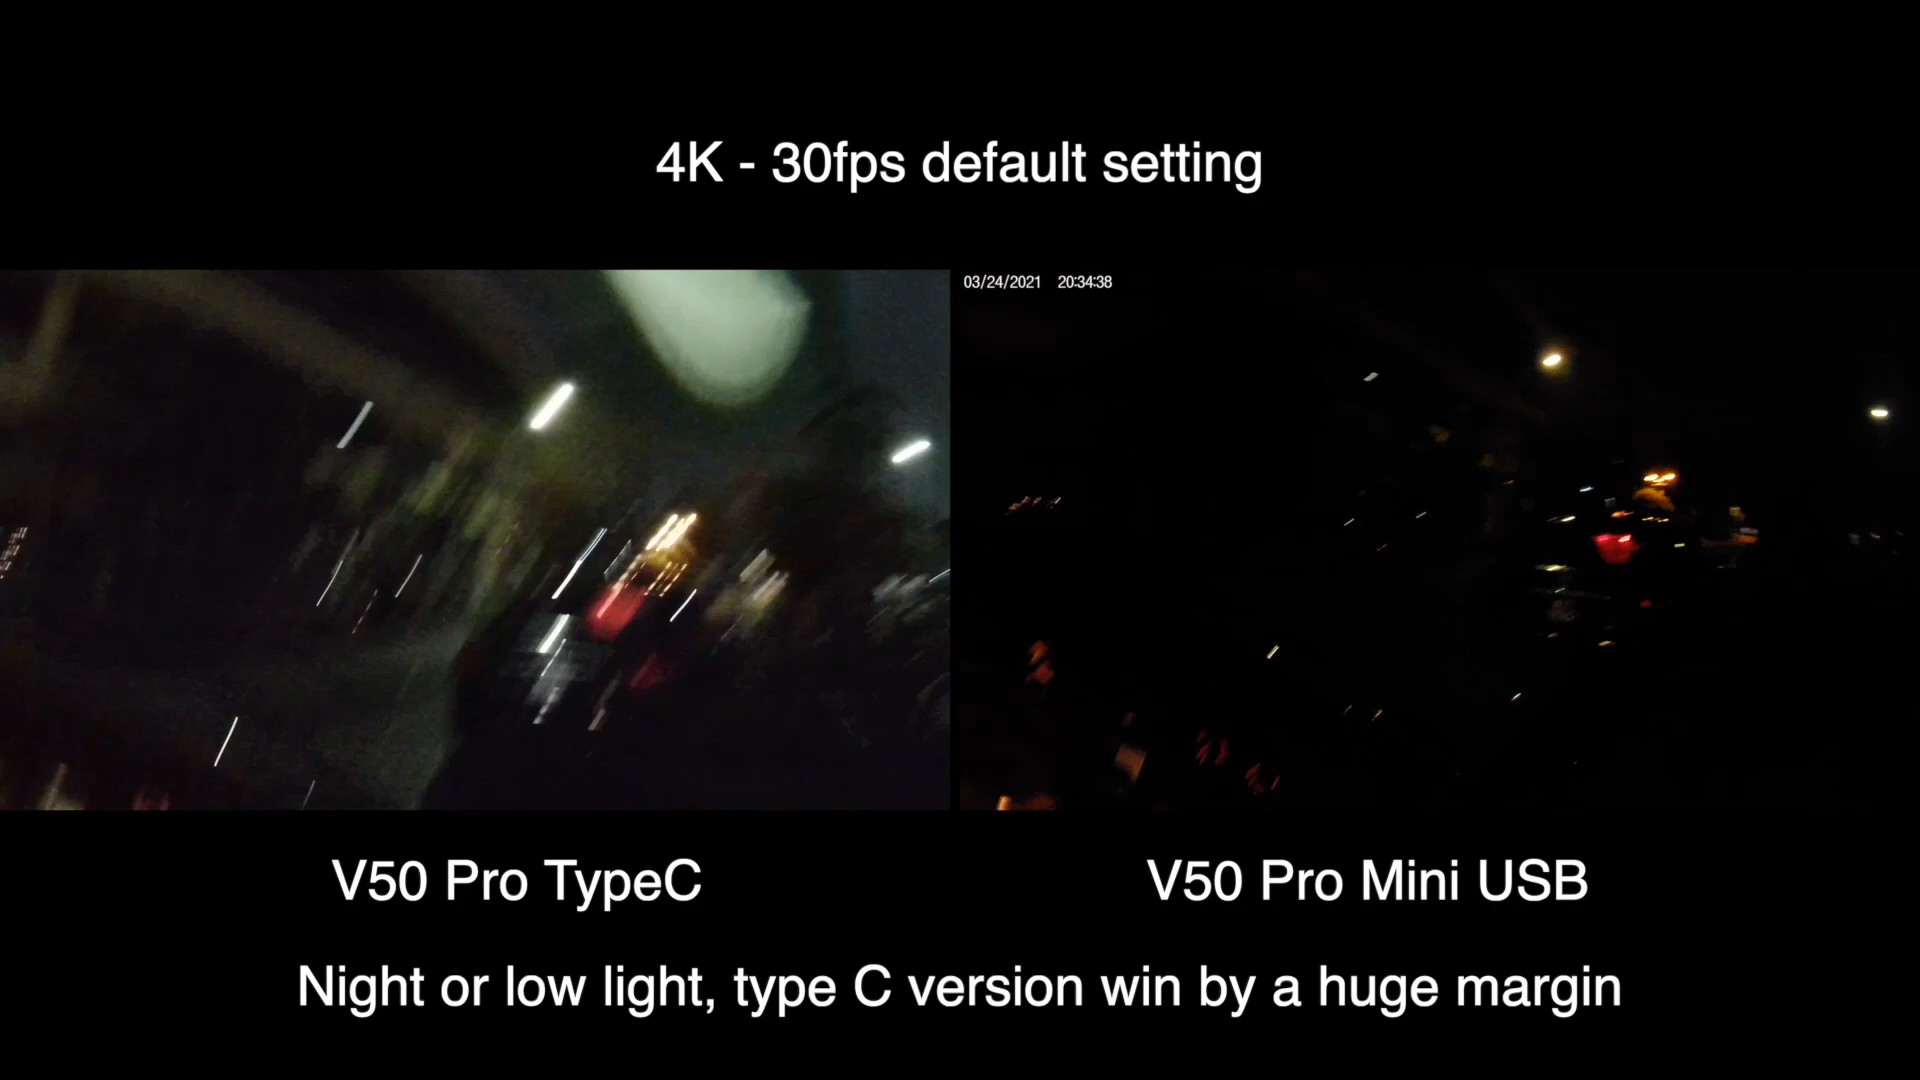 4K - 30fps default setting
03/24/2021 20:34:38
V50 Pro TypeC
V50 Pro Mini USB
Night or low light, type C version win by a huge margin